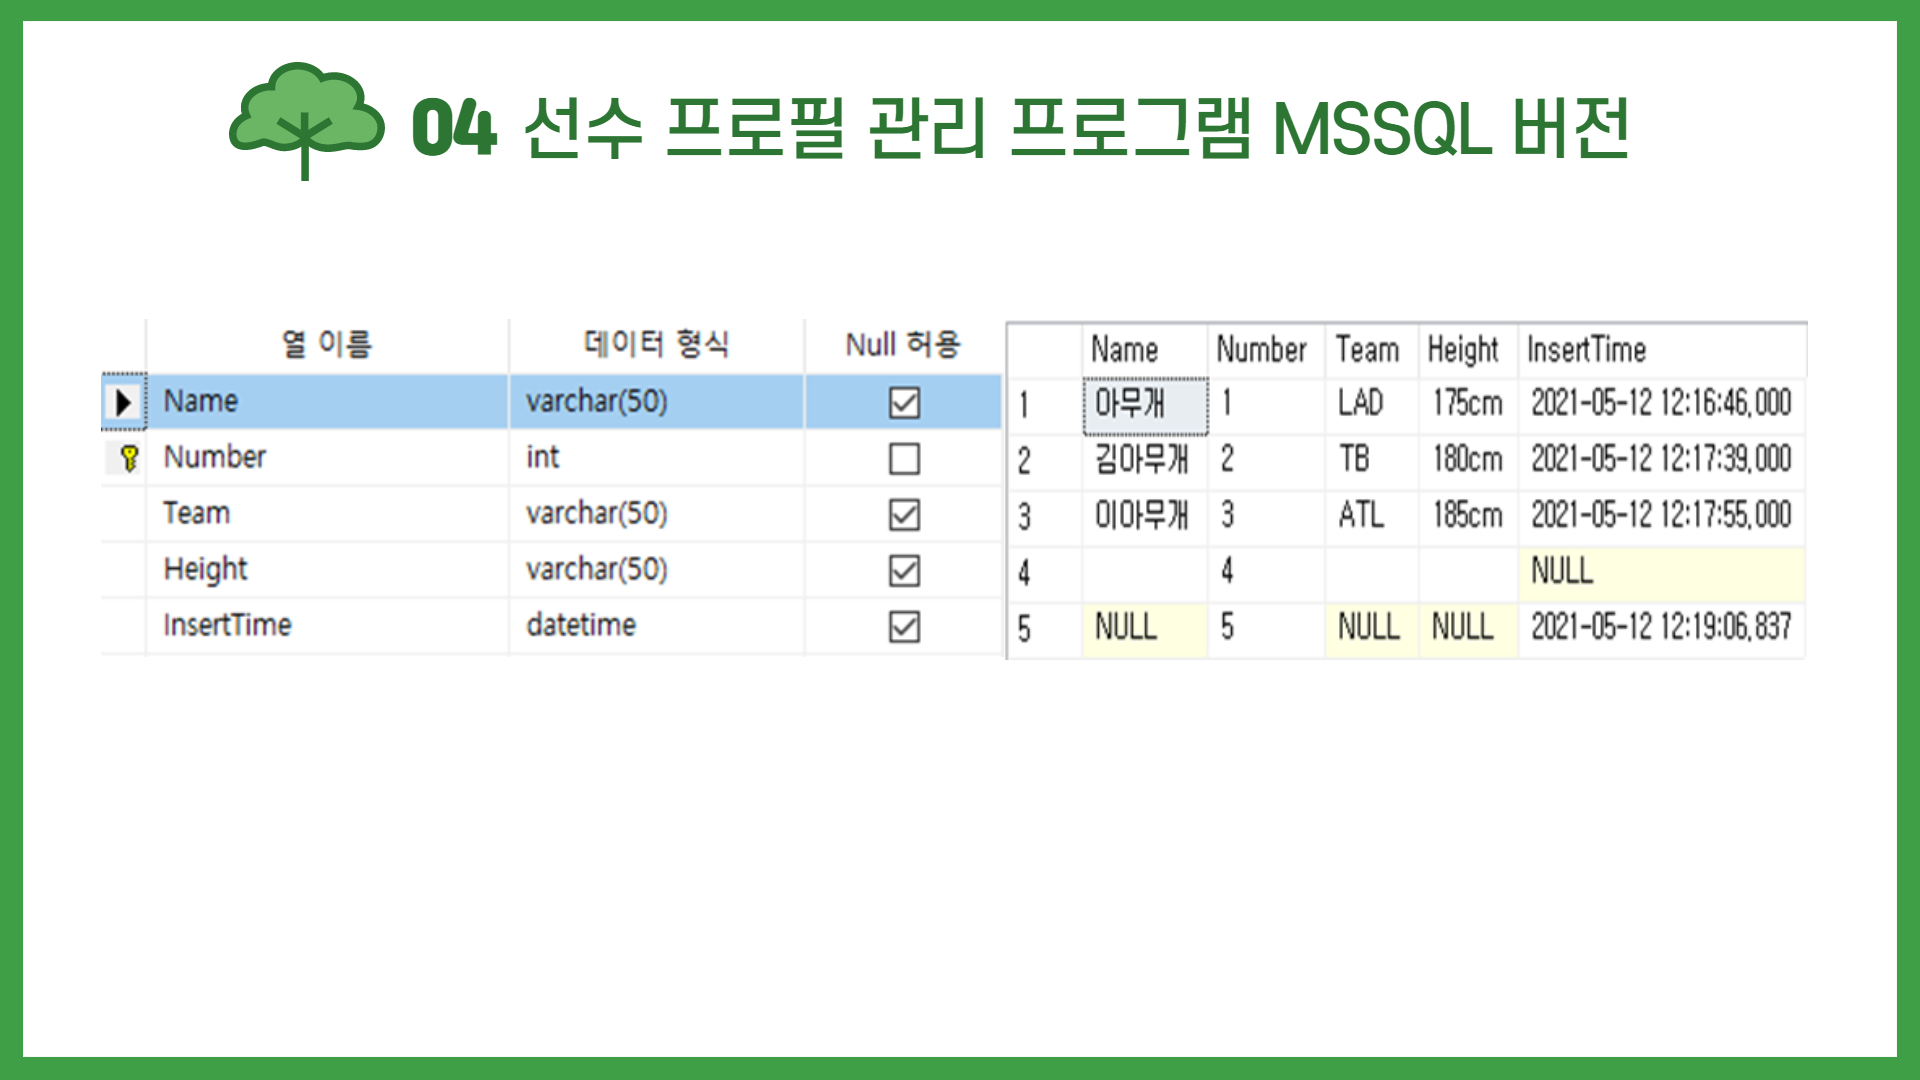 04 선수 프로필 관리 프로그램 MSSQL 버전
열 이름 데이터 형식 Null 허용
Name varchar(50)
Number int
Team varchar(50)
Height varchar(50)
InsertTime datetime
Name Number Team Height InsertTime
1 아무개 1 LAD 175cm 2021-05-12 12:16:46,000
2 김아무개 2 TB 180cm 2021-05-12 12:17:39,000
3 이아무개 3 ATL 185cm 2021-05-12 12:17:55,000
4 4 NULL
5 NULL 5 NULL NULL 2021-05-12 12:19:06,837